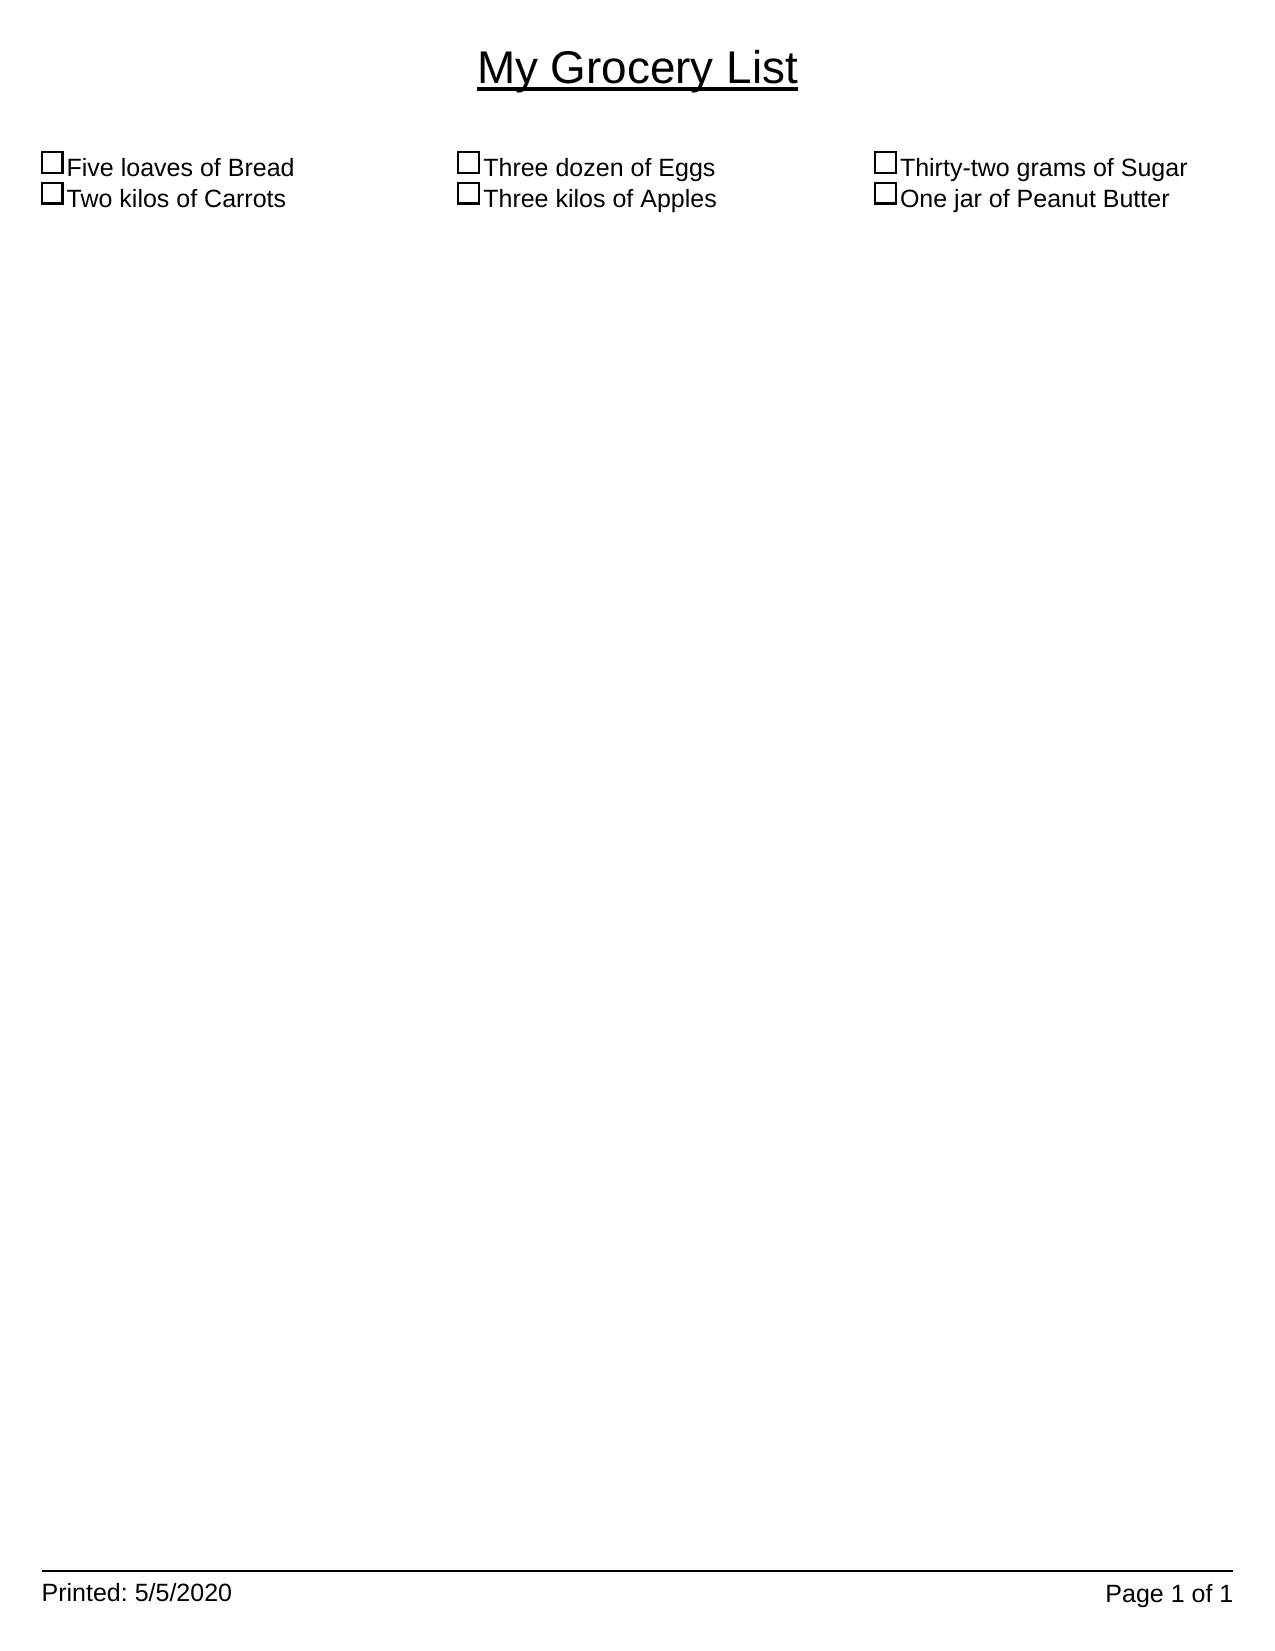 My Grocery List
Five loaves of Bread
Three dozen of Eggs
Thirty-two grams of Sugar
Two kilos of Carrots
Three kilos of Apples
One jar of Peanut Butter
Printed: 5/5/2020
Page 1 of 1